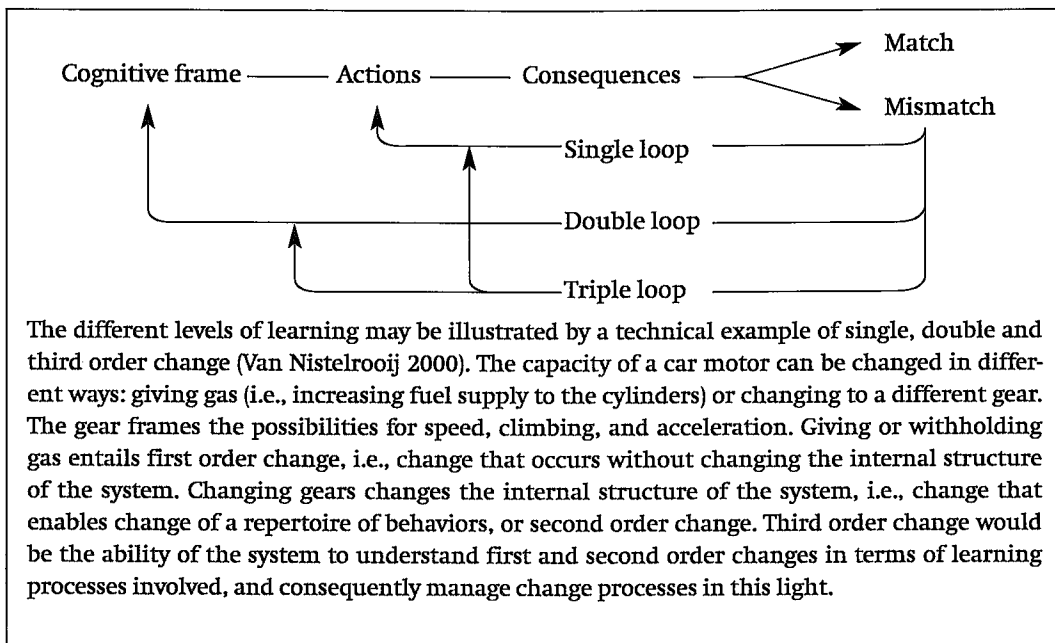 Match
Cognitive frame Actions Consequences
Mismatch
Single loop
Double loop
Triple loop
The different levels of learning may be illustrated by a technical example of single, double and
third order change (Van Nistelrooij 2000). The capacity of a car motor can be changed in differ-
ent ways: giving gas (i.e., increasing fuel supply to the cylinders) or changing to a different gear.
The gear frames the possibilities for speed, climbing, and acceleration. Giving or withholding
gas entails first order change, i.e., change that occurs without changing the internal structure
of the system. Changing gears changes the internal structure of the system, i.e., change that
enables change of a repertoire of behaviors, or second order change. Third order change would
be the ability of the system to understand first and second order changes in terms of learning
processes involved, and consequently manage change processes in this light.